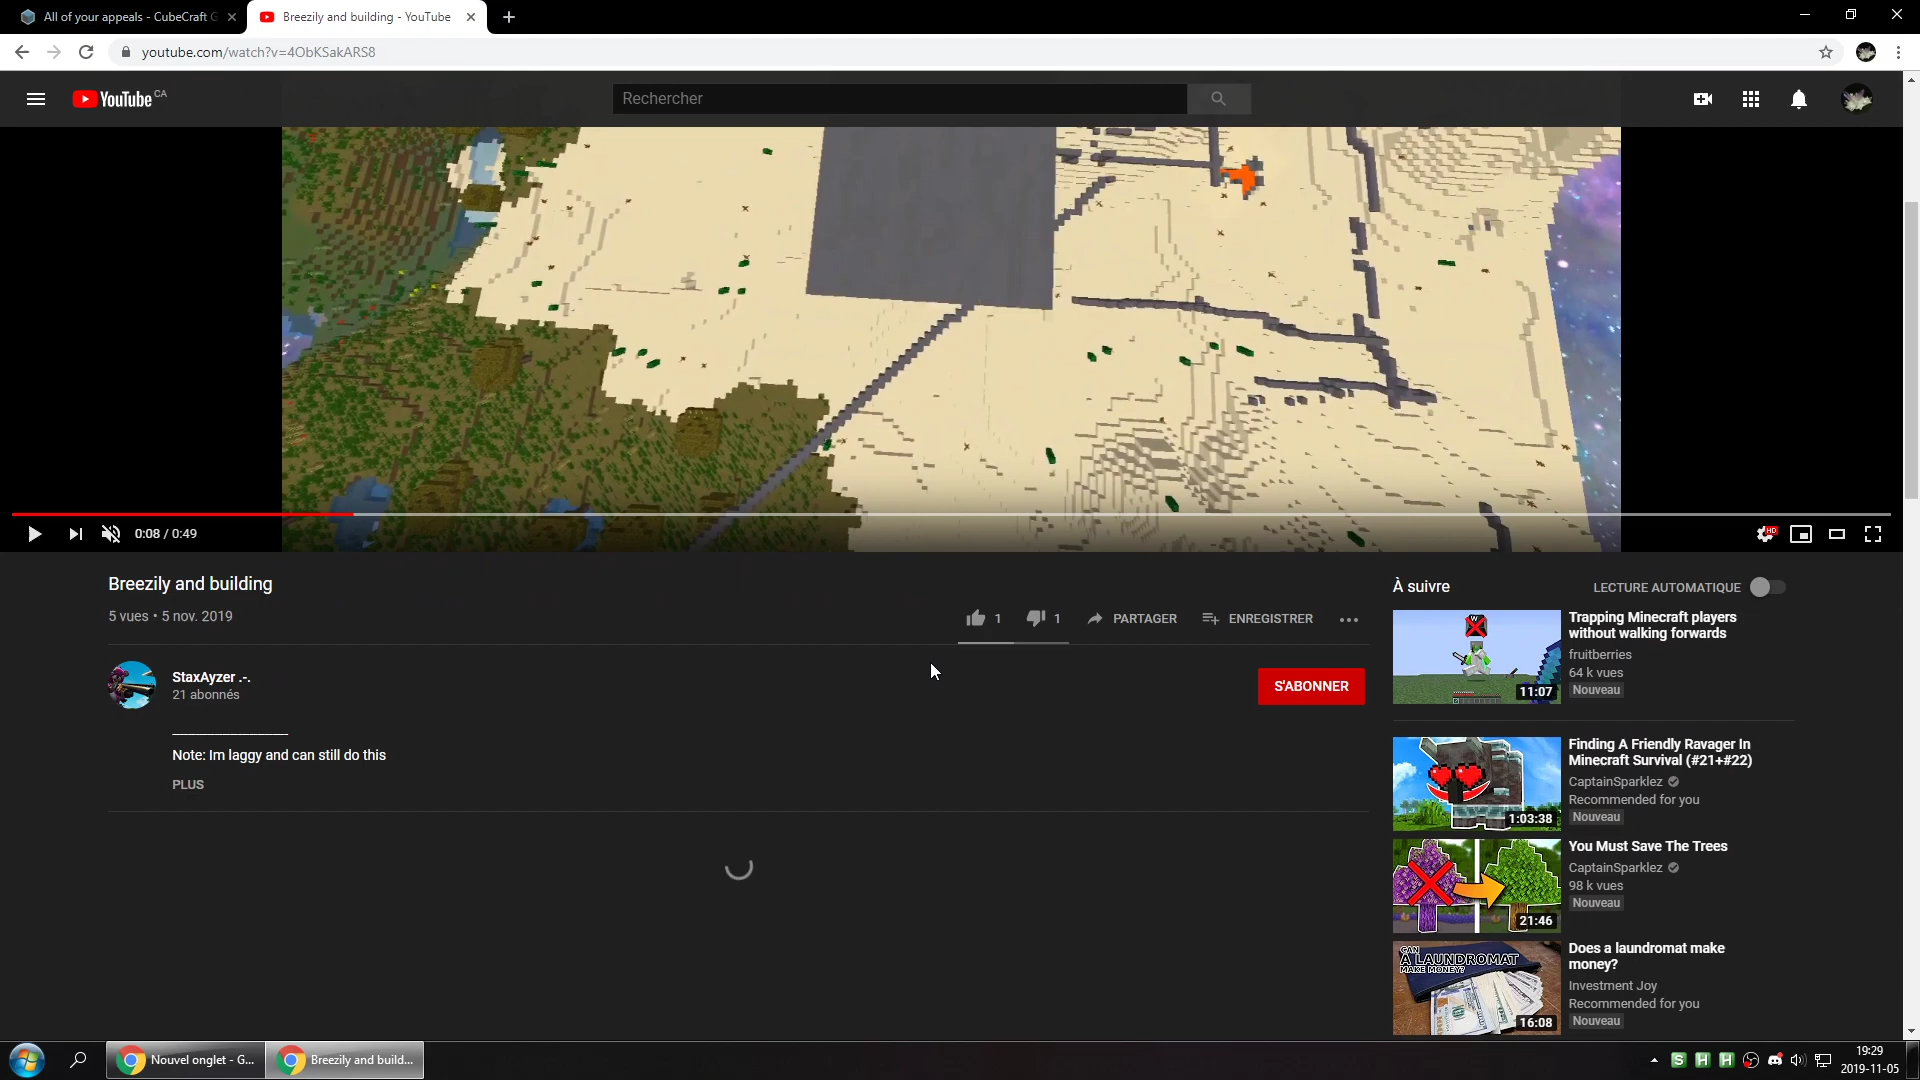 All of your appeals - CubeCraft G
Breezily and building - YouTube
youtube.com/watch?v=4ObKSakARS8
YouTube CA
Rechercher
0:08 / 0:49
HD
Breezily and building
5 vues • 5 nov. 2019
1
1
PARTAGER
ENREGISTRER
StaxAyzer .-.
21 abonnés
S'ABONNER
Note: Im laggy and can still do this
PLUS
À suivre
LECTURE AUTOMATIQUE
W
11:07
Trapping Minecraft players
without walking forwards
fruitberries
64 k vues
Nouveau
1:03:38
Finding A Friendly Ravager In
Minecraft Survival (#21+#22)
CaptainSparklez
Recommended for you
Nouveau
21:46
You Must Save The Trees
CaptainSparklez
98 k vues
Nouveau
CAN
A LAUNDROMAT
MAKE MONEY?
16:08
Does a laundromat make
money?
Investment Joy
Recommended for you
Nouveau
Nouvel onglet - G...
Breezily and build...
S
H
H
19:29
2019-11-05